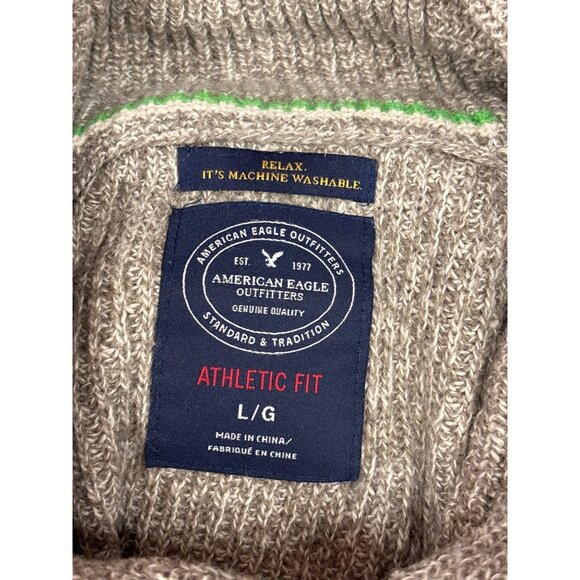 RELAX.
IT'S MACHINE WASHABLE.
AMERICAN EAGLE OUTFITTERS
EST. 1977
AMERICAN EAGLE
OUTFITTERS
GENUINE QUALITY
STANDARD & TRADITION
ATHLETIC FIT
L/G
MADE IN CHINA/
FABRIQUÉ EN CHINE